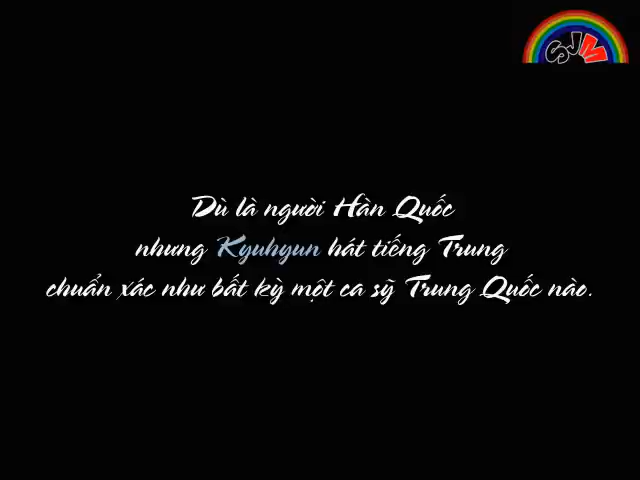 SJM
Dù là người Hàn Quốc
nhưng Kyuhyun hát tiếng Trung
chuẩn xác như bất kỳ một ca sỹ Trung Quốc nào.